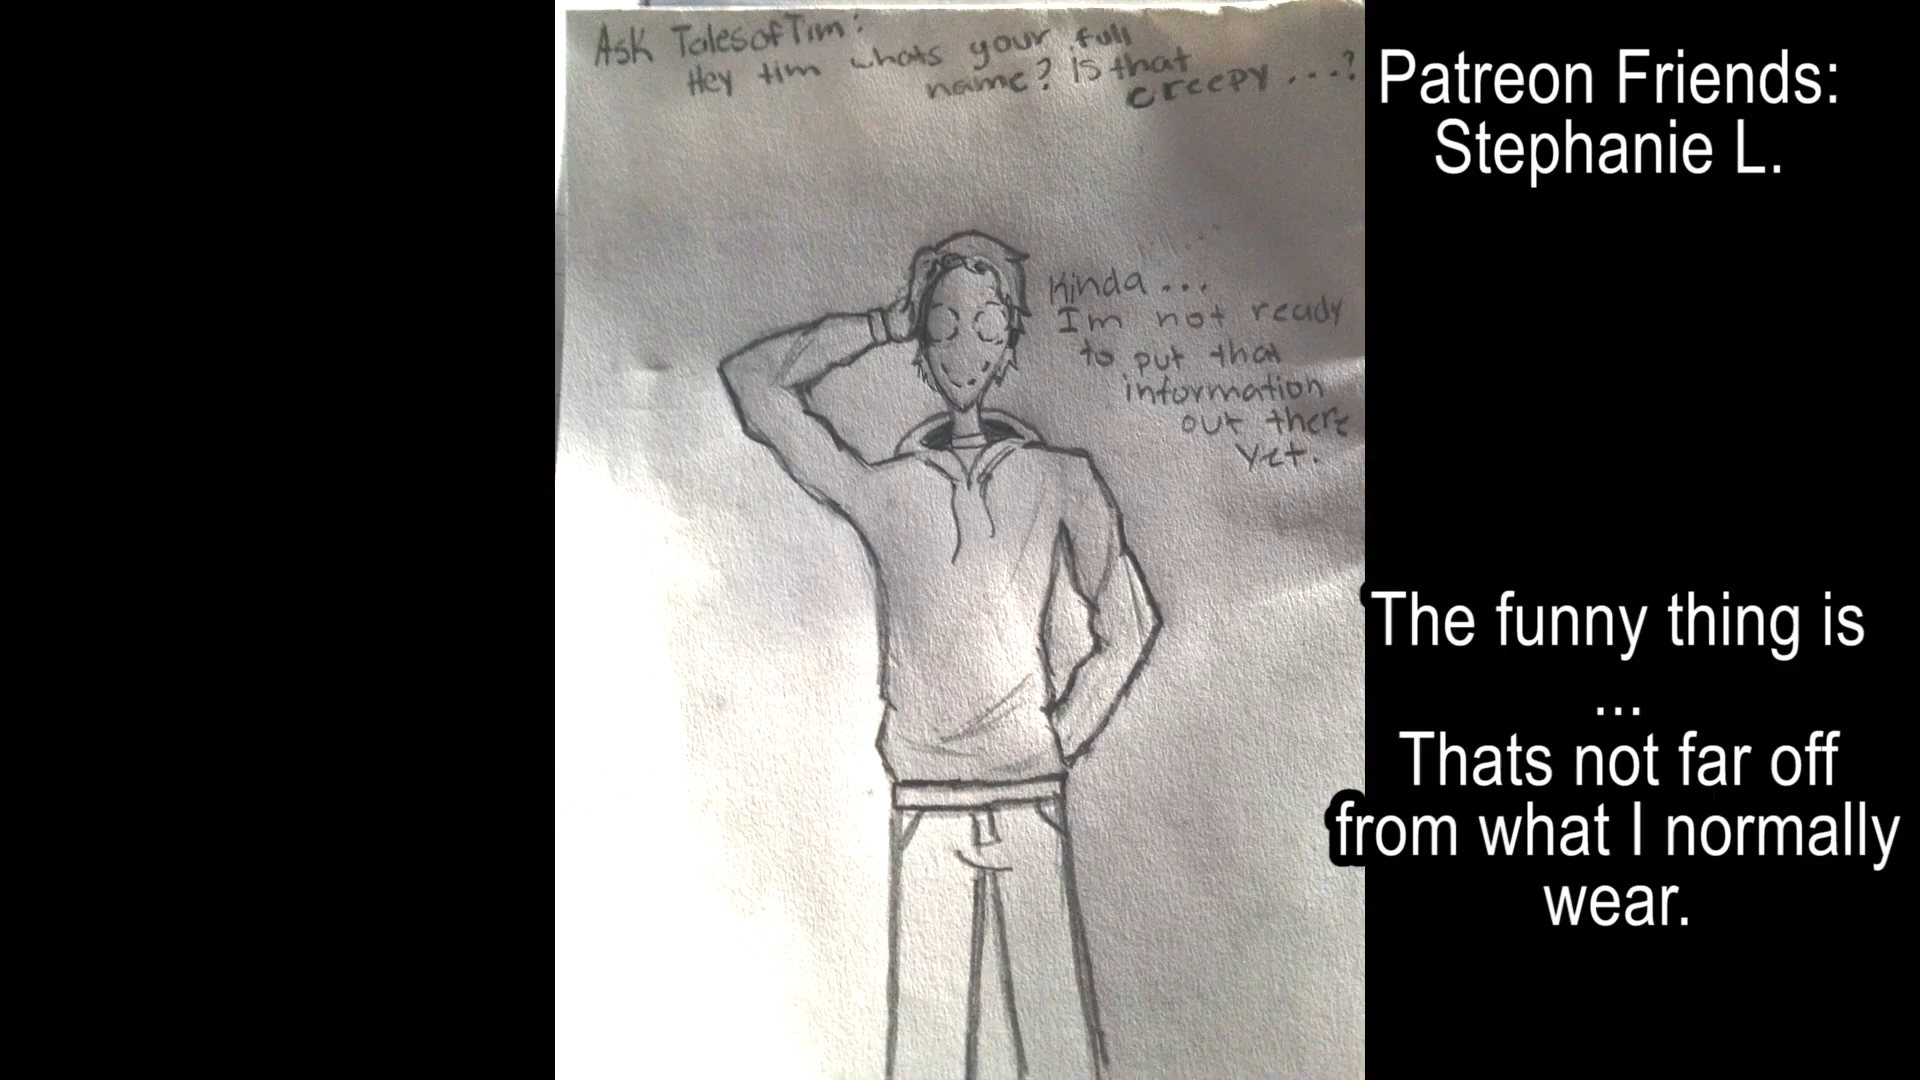 Ask TalesofTim:
Hey tim whats your full
name? Is that
creepy...?
Kinda...
Im not ready
to put that
information
out there
yet.
Patreon Friends:
Stephanie L.
The funny thing is
...
Thats not far off
from what I normally
wear.